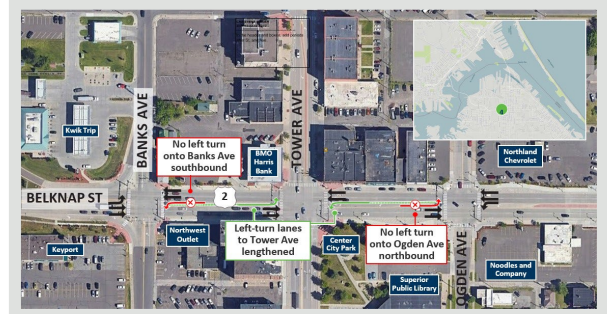 Kwik Trip
BANKS AVE
No left turn
onto Banks Ave
southbound
BMO
Harris
Bank
TOWER AVE
Northland
Chevrolet
BELKNAP ST
2
Keyport
Northwest
Outlet
Left-turn lanes
to Tower Ave
lengthened
Center
City Park
No left turn
onto Ogden Ave
northbound
Superior
Public Library
OGDEN AVE
Noodles and
Company